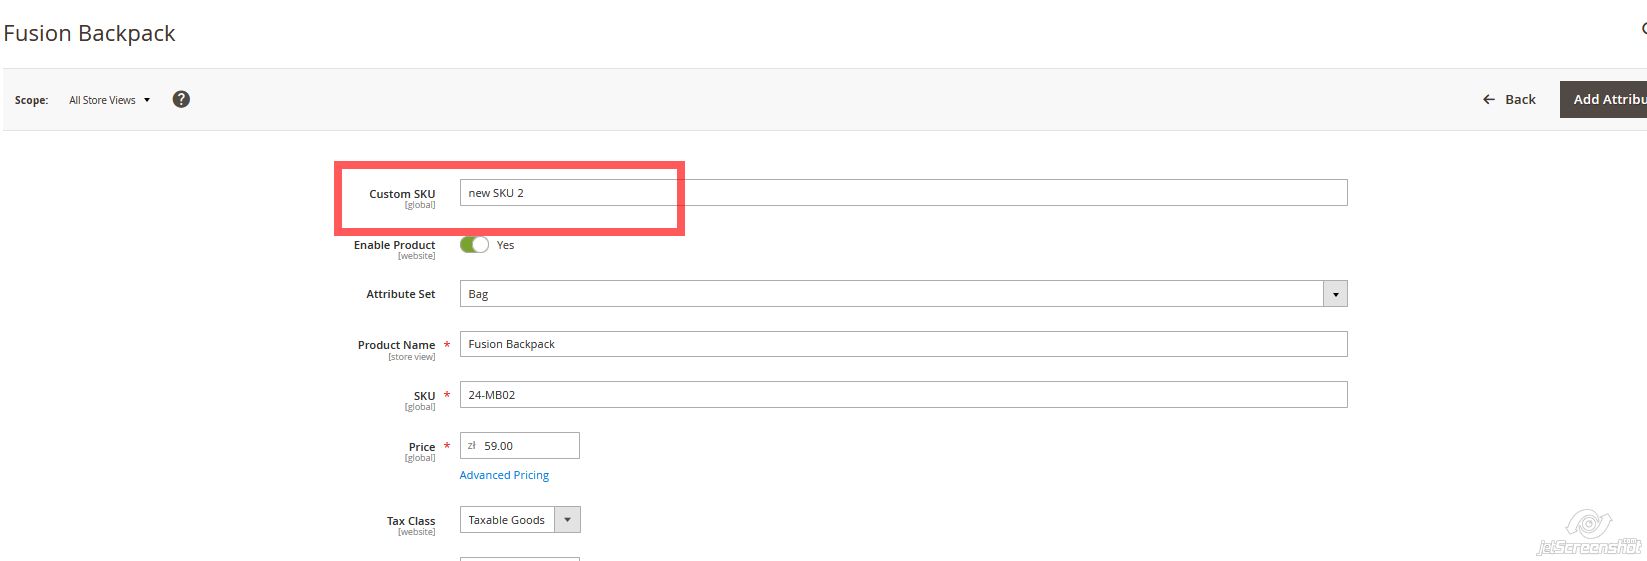 Fusion Backpack
Scope: All Store Views ?
Back
Add Attribu
Custom SKU new SKU 2
[global]
Enable Product Yes
[website]
Attribute Set Bag
Product Name * Fusion Backpack
[store view]
SKU * 24-MB02
[global]
Price * zł 59.00
[global]
Advanced Pricing
Tax Class Taxable Goods
[website]
jetScreenshot.com